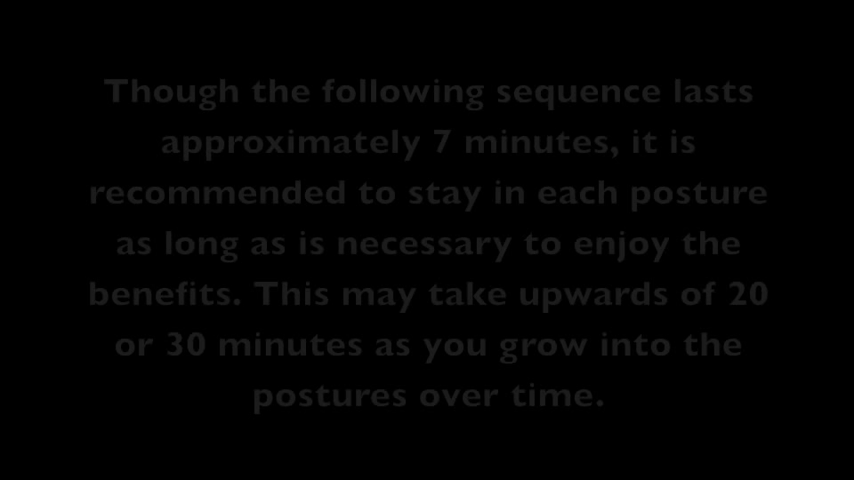 Though the following sequence lasts
approximately 7 minutes, it is
recommended to stay in each posture
as long as is necessary to enjoy the
benefits. This may take upwards of 20
or 30 minutes as you grow into the
postures over time.